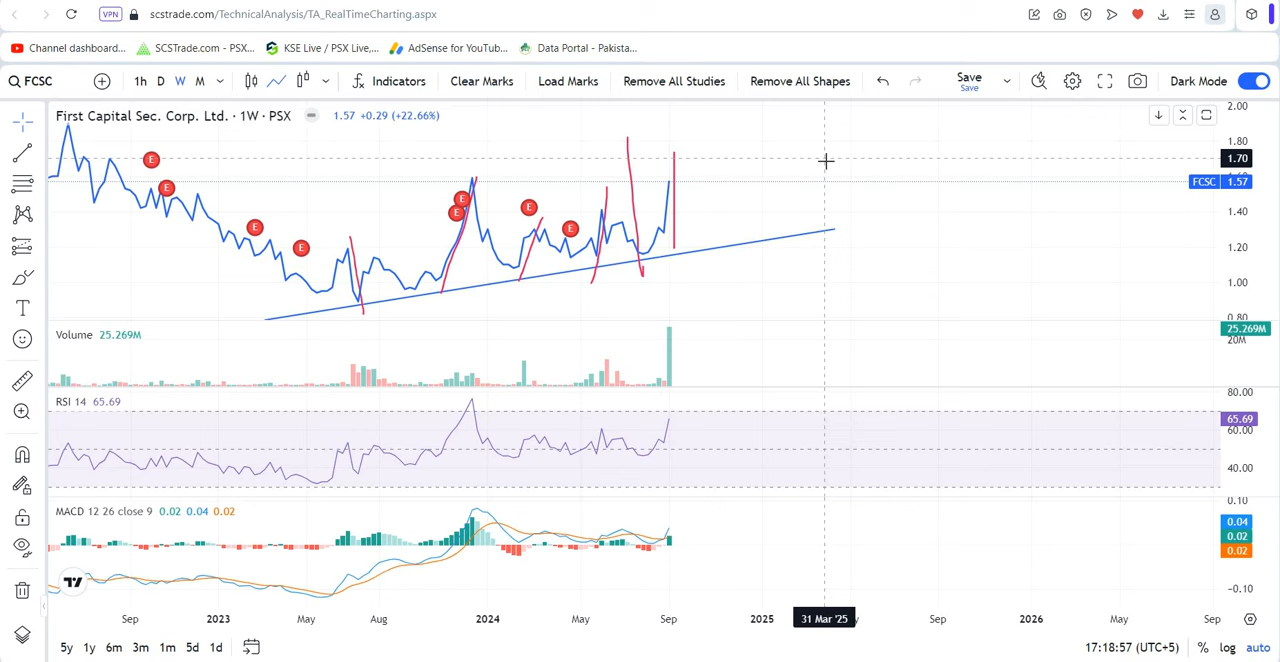 VPN scstrade.com/TechnicalAnalysis/TA_RealTimeCharting.aspx
Channel dashboard... SCSTrade.com - PSX... KSE Live / PSX Live,... AdSense for YouTub... Data Portal - Pakista...
FCSC 1h D W M Indicators Clear Marks Load Marks Remove All Studies Remove All Shapes Save Save Dark Mode
First Capital Sec. Corp. Ltd. · 1W · PSX 1.57 +0.29 (+22.66%)
2.00
1.80
1.70
FCSC 1.57
1.40
1.20
1.00
0.80
E
E
E
E
E
E
E
E
Volume 25.269M
25.269M
20M
RSI 14 65.69
80.00
65.69
60.00
40.00
MACD 12 26 close 9 0.02 0.04 0.02
0.10
0.04
0.02
0.02
-0.10
Sep 2023 May Aug 2024 May Sep 2025 31 Mar '25 Sep 2026 May Sep
5y 1y 6m 3m 1m 5d 1d 17:18:57 (UTC+5) % log auto